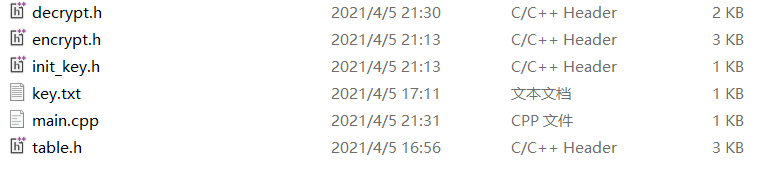 decrypt.h 2021/4/5 21:30 C/C++ Header 2 KB
encrypt.h 2021/4/5 21:13 C/C++ Header 3 KB
init_key.h 2021/4/5 21:13 C/C++ Header 1 KB
key.txt 2021/4/5 17:11 文本文档 1 KB
main.cpp 2021/4/5 21:31 CPP 文件 1 KB
table.h 2021/4/5 16:56 C/C++ Header 3 KB